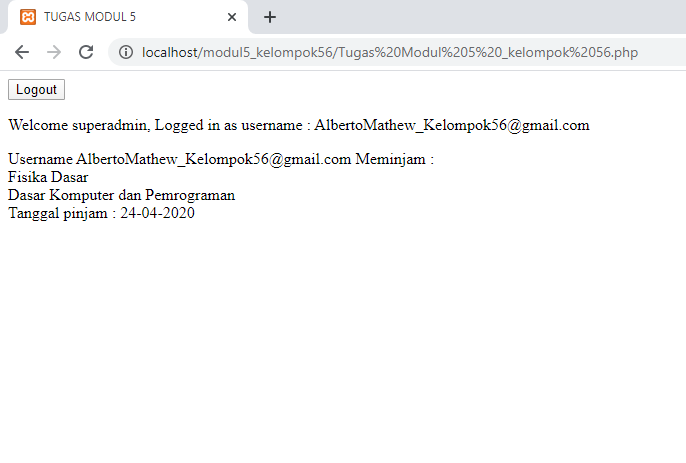 TUGAS MODUL 5
localhost/modul5_kelompok56/Tugas%20Modul%205%20_kelompok%2056.php
Logout
Welcome superadmin, Logged in as username : AlbertoMathew_Kelompok56@gmail.com
Username AlbertoMathew_Kelompok56@gmail.com Meminjam :
Fisika Dasar
Dasar Komputer dan Pemrograman
Tanggal pinjam : 24-04-2020